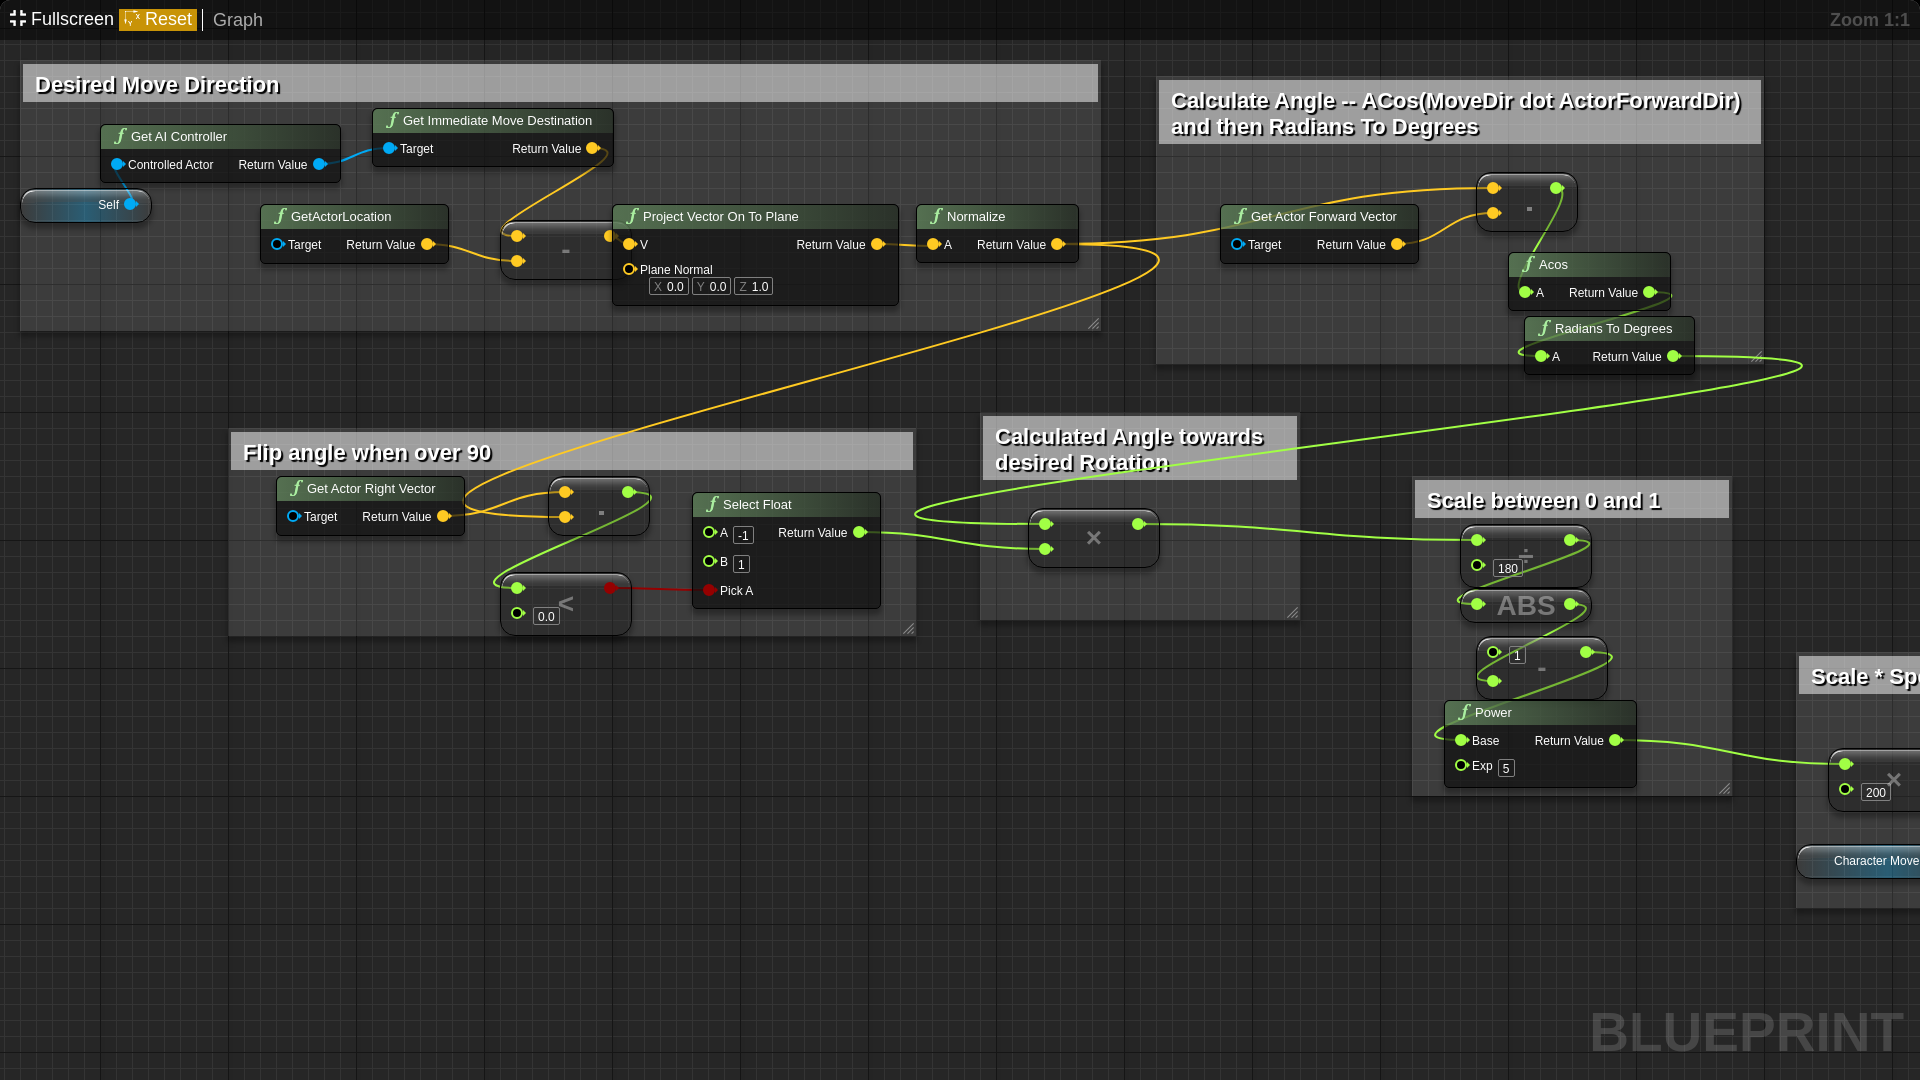 Fullscreen Reset Graph Zoom 1:1
Desired Move Direction
Get AI Controller
Controlled Actor Return Value
Self
Get Immediate Move Destination
Target Return Value
GetActorLocation
Target Return Value
-
Project Vector On To Plane
V Return Value
Plane Normal
X 0.0 Y 0.0 Z 1.0
Normalize
A Return Value
Calculate Angle -- ACos(MoveDir dot ActorForwardDir)
and then Radians To Degrees
Get Actor Forward Vector
Target Return Value
.
Acos
A Return Value
Radians To Degrees
A Return Value
Flip angle when over 90
Get Actor Right Vector
Target Return Value
.
<
0.0
Select Float
A -1 Return Value
B 1
Pick A
Calculated Angle towards
desired Rotation
×
Scale between 0 and 1
÷
180
ABS
1
-
Power
Base Return Value
Exp 5
Scale * Sp
×
200
Character Move
BLUEPRINT